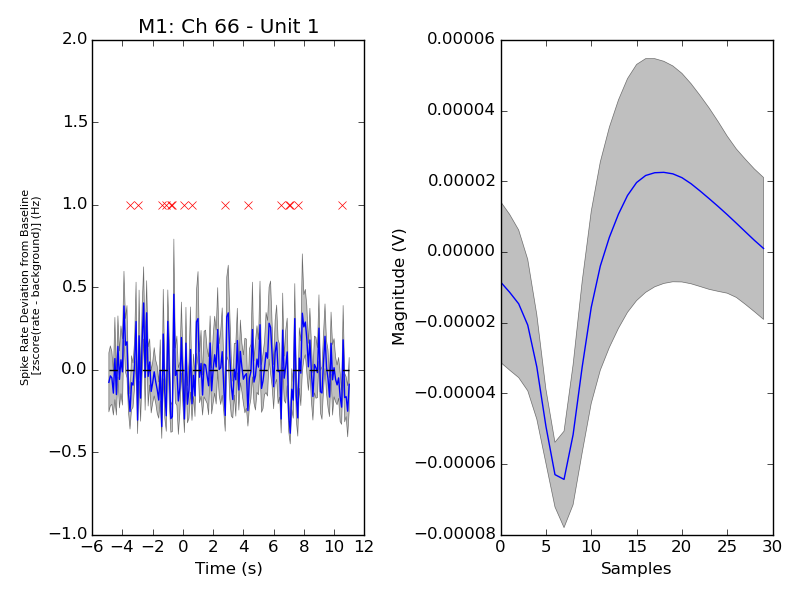 M1: Ch 66 - Unit 1
2.0
1.5
1.0
0.5
0.0
−0.5
−1.0
−6 −4 −2 0 2 4 6 8 10 12
Time (s)
Spike Rate Deviation from Baseline
[zscore(rate - background)] (Hz)
0.00006
0.00004
0.00002
0.00000
−0.00002
−0.00004
−0.00006
−0.00008
0 5 10 15 20 25 30
Samples
Magnitude (V)